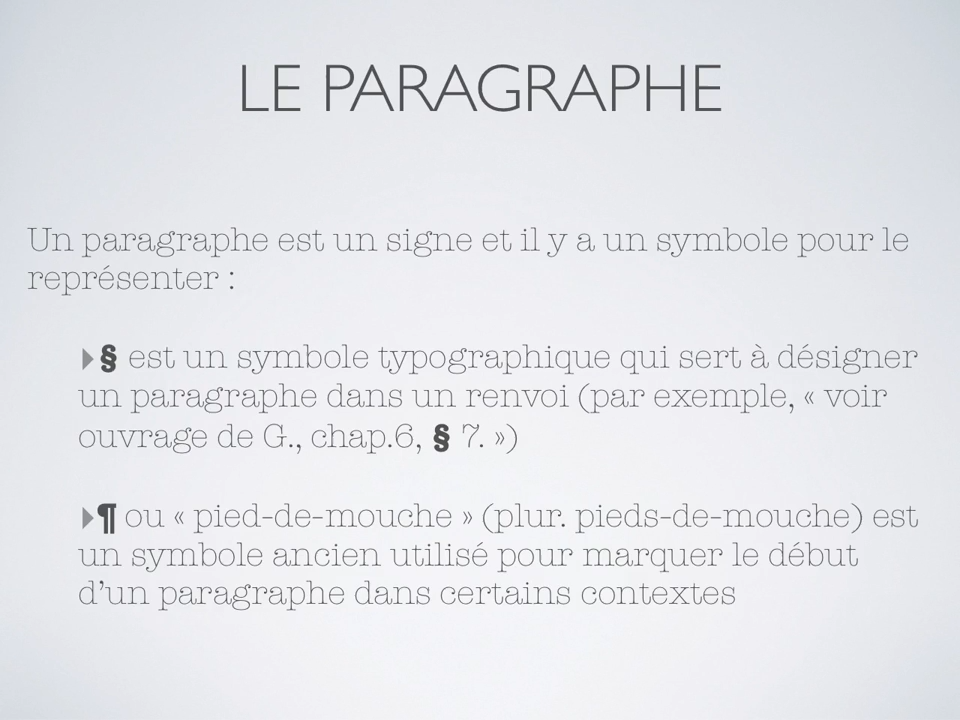 LE PARAGRAPHE
Un paragraphe est un signe et il y a un symbole pour le
représenter :
▸§ est un symbole typographique qui sert à désigner
un paragraphe dans un renvoi (par exemple, « voir
ouvrage de G., chap.6, § 7. »)
▸¶ ou « pied-de-mouche » (plur. pieds-de-mouche) est
un symbole ancien utilisé pour marquer le début
d’un paragraphe dans certains contextes